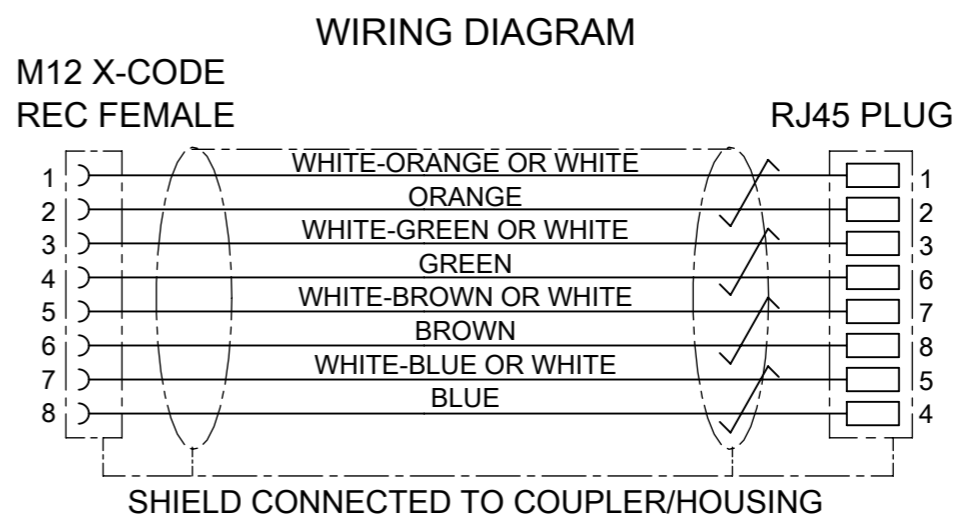 WIRING DIAGRAM
M12 X-CODE
REC FEMALE
RJ45 PLUG
1 WHITE-ORANGE OR WHITE 1
2 ORANGE 2
3 WHITE-GREEN OR WHITE 3
4 GREEN 6
5 WHITE-BROWN OR WHITE 7
6 BROWN 8
7 WHITE-BLUE OR WHITE 5
8 BLUE 4
SHIELD CONNECTED TO COUPLER/HOUSING